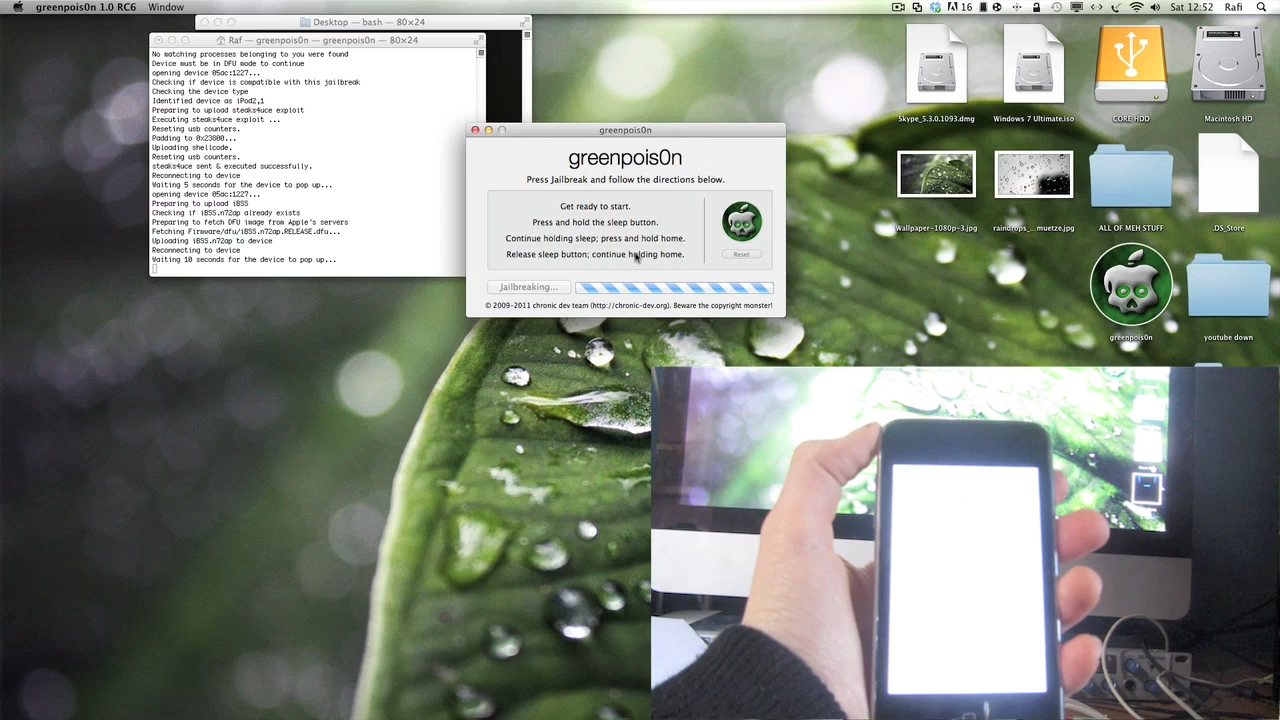 greenpois0n 1.0 RC6 Window
16 Sat 12:52 Rafi
Desktop — bash — 80×24
Raf — greenpois0n — greenpois0n — 80×24
No matching processes belonging to you were found
Device must be in DFU mode to continue
opening device 05ac:1227...
Checking if device is compatible with this jailbreak
Checking the device type
Identified device as iPod2,1
Preparing to upload steaks4uce exploit
Executing steaks4uce exploit ...
Reseting usb counters.
Padding to 0x23800...
Uploading shellcode.
Reseting usb counters.
steaks4uce sent & executed successfully.
Reconnecting to device
Waiting 5 seconds for the device to pop up...
opening device 05ac:1227...
Preparing to upload iBSS
Checking if iBSS.n72ap already exists
Preparing to fetch DFU image from Apple's servers
Fetching Firmware/dfu/iBSS.n72ap.RELEASE.dfu...
Uploading iBSS.n72ap to device
Reconnecting to device
Waiting 10 seconds for the device to pop up...
greenpois0n
greenpois0n
Press Jailbreak and follow the directions below.
Get ready to start.
Press and hold the sleep button.
Continue holding sleep; press and hold home.
Release sleep button; continue holding home.
Reset
Jailbreaking...
© 2009-2011 chronic dev team (http://chronic-dev.org). Beware the copyright monster!
Skype_5.3.0.1093.dmg
Windows 7 Ultimate.iso
CORE HDD
Macintosh HD
Wallpaper-1080p-3.jpg
raindrops_...muetze.jpg
ALL OF MEH STUFF
.DS_Store
greenpois0n
youtube down